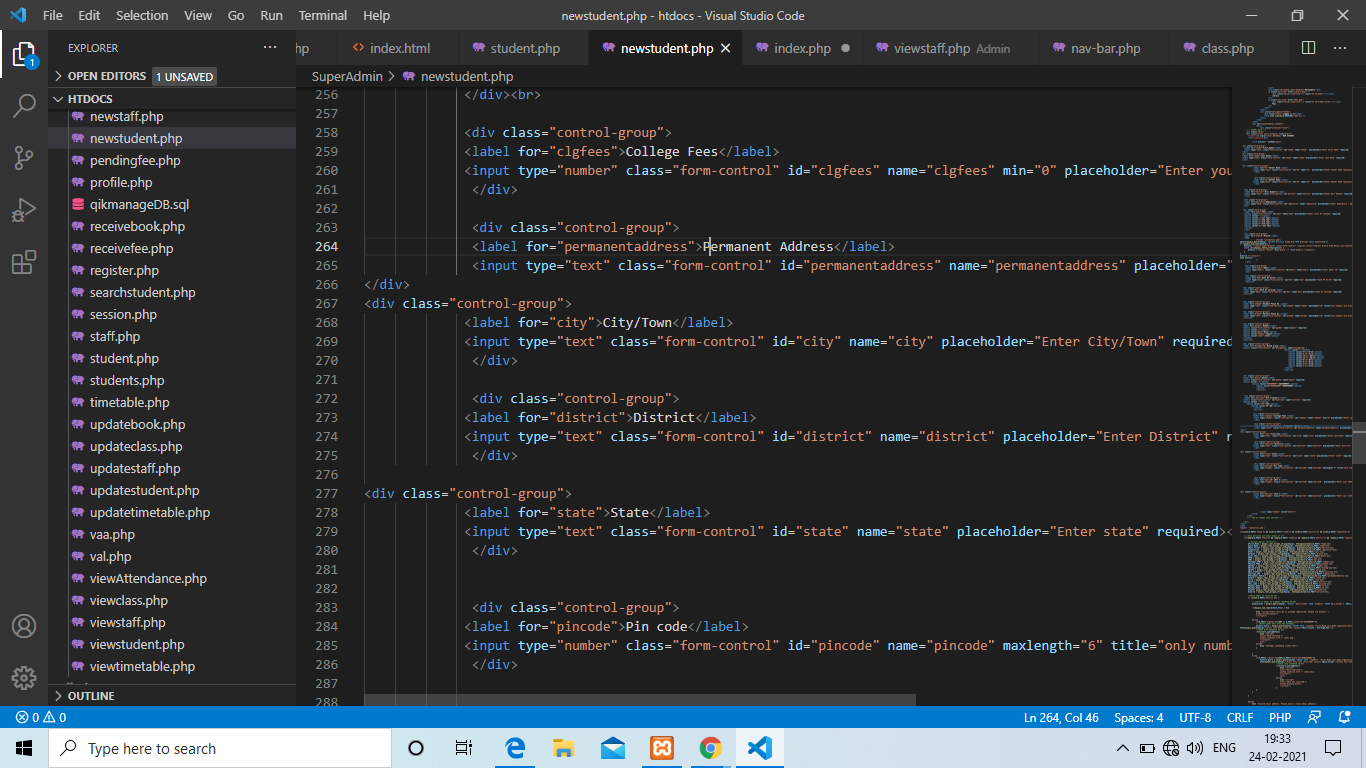 File Edit Selection View Go Run Terminal Help newstudent.php - htdocs - Visual Studio Code
EXPLORER ··· hp index.html student.php newstudent.php index.php viewstaff.php Admin nav-bar.php class.php ···
OPEN EDITORS 1 UNSAVED
SuperAdmin > newstudent.php
HTDOCS
newstaff.php
newstudent.php
pendingfee.php
profile.php
qikmanageDB.sql
receivebook.php
receivefee.php
register.php
searchstudent.php
session.php
staff.php
student.php
students.php
timetable.php
updatebook.php
updateclass.php
updatestaff.php
updatestudent.php
updatetimetable.php
vaa.php
val.php
viewAttendance.php
viewclass.php
viewstaff.php
viewstudent.php
viewtimetable.php
OUTLINE
256 </div><br>
257
258 <div class="control-group">
259 <label for="clgfees">College Fees</label>
260 <input type="number" class="form-control" id="clgfees" name="clgfees" min="0" placeholder="Enter you
261 </div>
262
263 <div class="control-group">
264 <label for="permanentaddress">Permanent Address</label>
265 <input type="text" class="form-control" id="permanentaddress" name="permanentaddress" placeholder="
266 </div>
267 <div class="control-group">
268 <label for="city">City/Town</label>
269 <input type="text" class="form-control" id="city" name="city" placeholder="Enter City/Town" required
270 </div>
271
272 <div class="control-group">
273 <label for="district">District</label>
274 <input type="text" class="form-control" id="district" name="district" placeholder="Enter District" r
275 </div>
276
277 <div class="control-group">
278 <label for="state">State</label>
279 <input type="text" class="form-control" id="state" name="state" placeholder="Enter state" required><
280 </div>
281
282
283 <div class="control-group">
284 <label for="pincode">Pin code</label>
285 <input type="number" class="form-control" id="pincode" name="pincode" maxlength="6" title="only numb
286 </div>
287
288
0 0 Ln 264, Col 46 Spaces: 4 UTF-8 CRLF PHP
1
Type here to search
ENG
19:33
24-02-2021